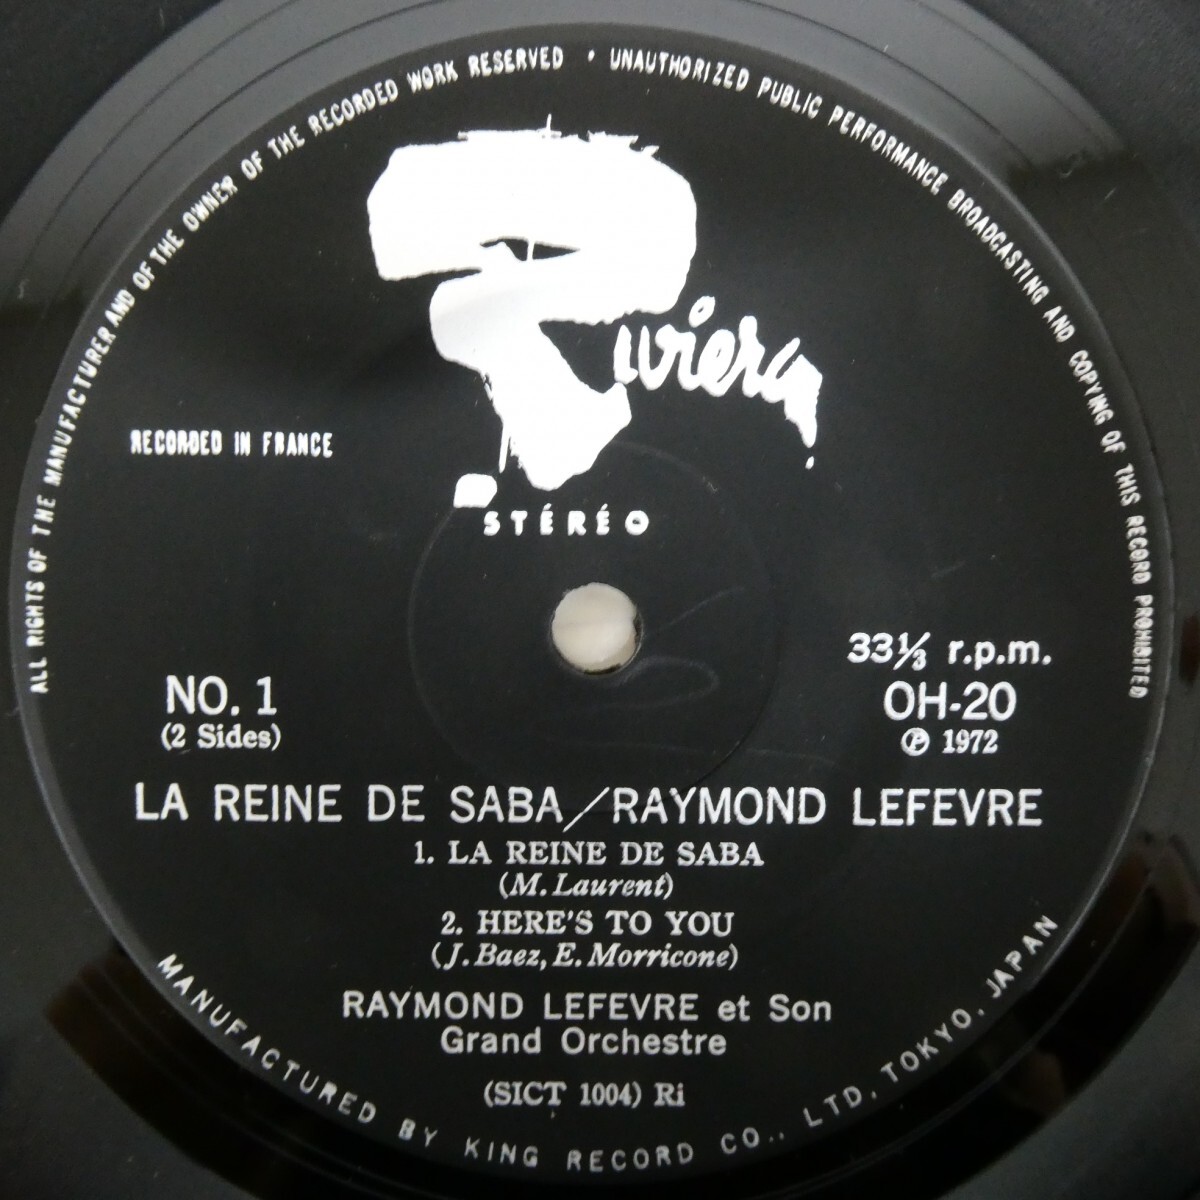 ALL RIGHTS OF THE MANUFACTURER AND OF THE OWNER OF THE RECORDED WORK RESERVED • UNAUTHORIZED PUBLIC PERFORMANCE BROADCASTING AND COPYING OF THIS RECORD PROHIBITED
Riviera
RECORDED IN FRANCE
STÉRÉO
33⅓ r.p.m.
NO. 1
OH-20
(2 Sides)
℗ 1972
LA REINE DE SABA/RAYMOND LEFEVRE
1. LA REINE DE SABA
(M. Laurent)
2. HERE'S TO YOU
(J. Baez, E. Morricone)
RAYMOND LEFEVRE et Son
Grand Orchestre
(SICT 1004) Ri
MANUFACTURED BY KING RECORD CO., LTD. TOKYO, JAPAN